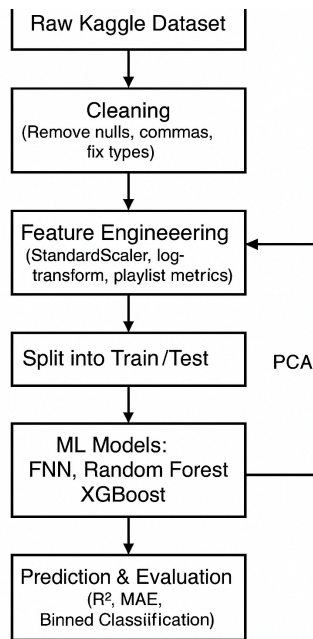 Raw Kaggle Dataset
Cleaning
(Remove nulls, commas,
fix types)
Feature Engineeering
(StandardScaler, log-
transform, playlist metrics)
Split into Train/Test
PCA
ML Models:
FNN, Random Forest
XGBoost
Prediction & Evaluation
(R², MAE,
Binned Classiification)